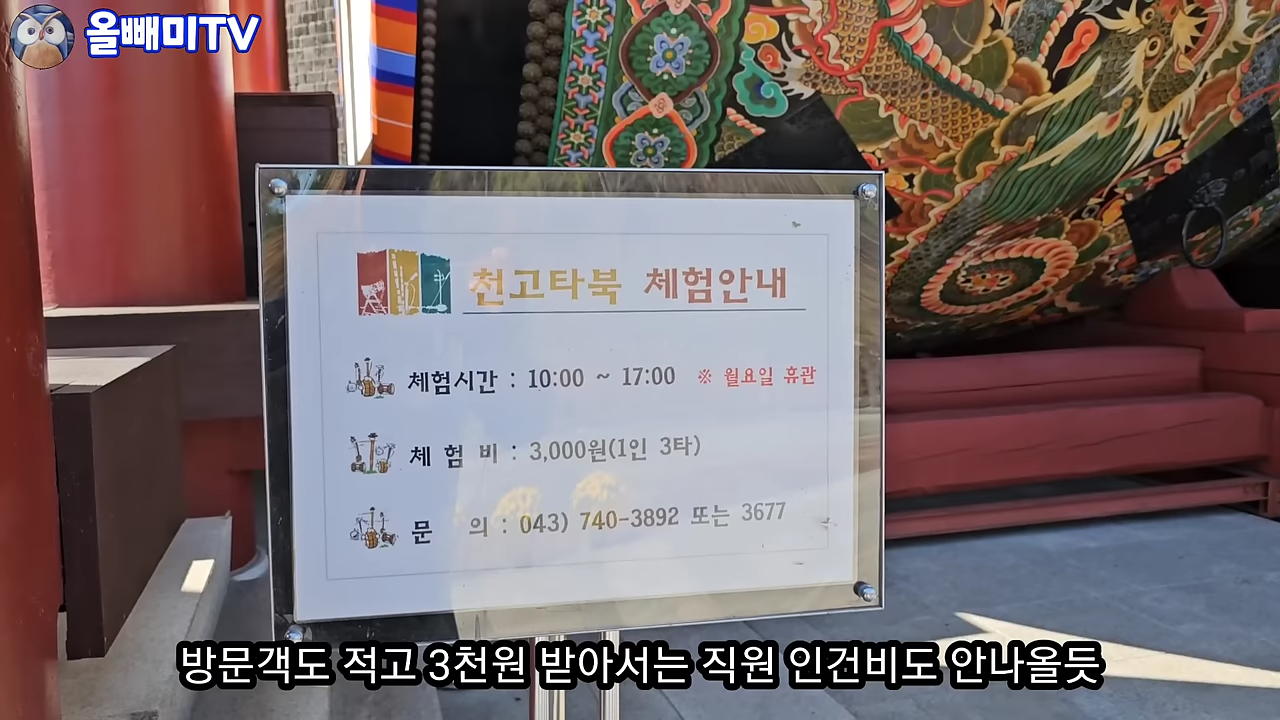 올빼미TV
천고타북 체험안내
체험시간 : 10:00 ~ 17:00 ※ 월요일 휴관
체 험 비 : 3,000원(1인 3타)
문 의 : 043) 740-3892 또는 3677
방문객도 적고 3천원 받아서는 직원 인건비도 안나올듯